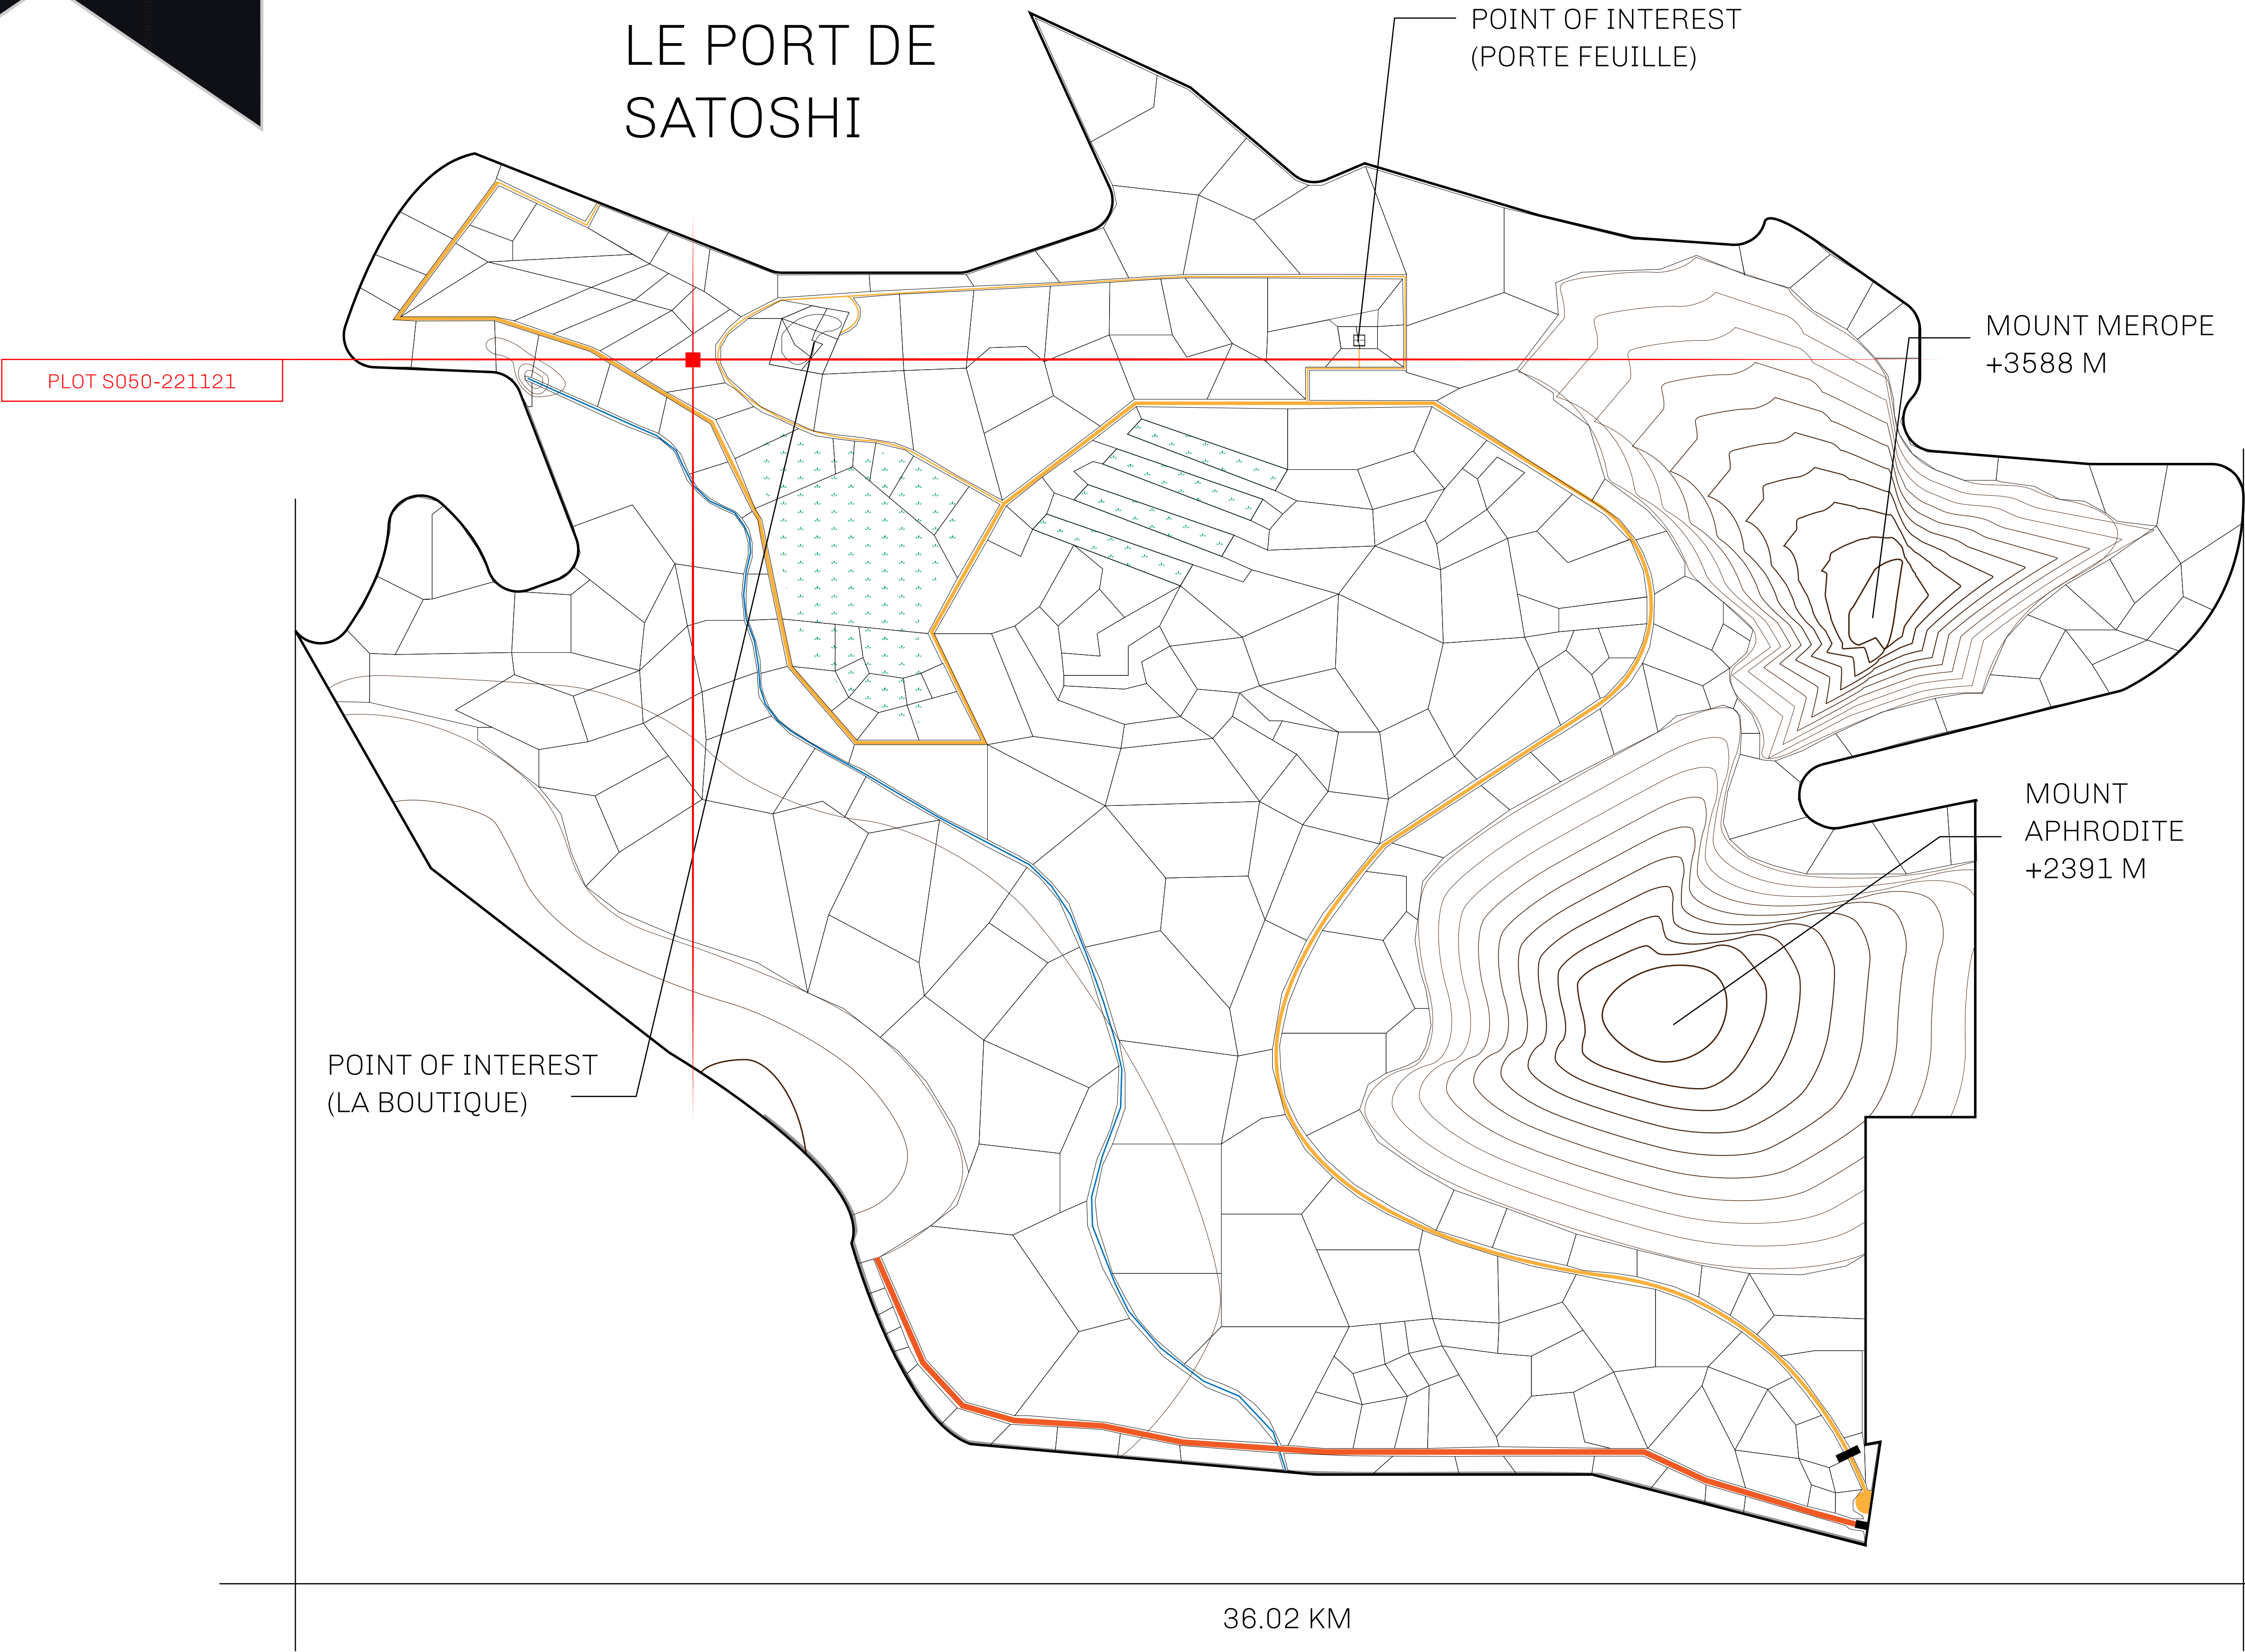 LE PORT DE
SATOSHI
POINT OF INTEREST
(PORTE FEUILLE)
MOUNT MEROPE
+3588 M
PLOT S050-221121
MOUNT
APHRODITE
+2391 M
POINT OF INTEREST
(LA BOUTIQUE)
36.02 KM